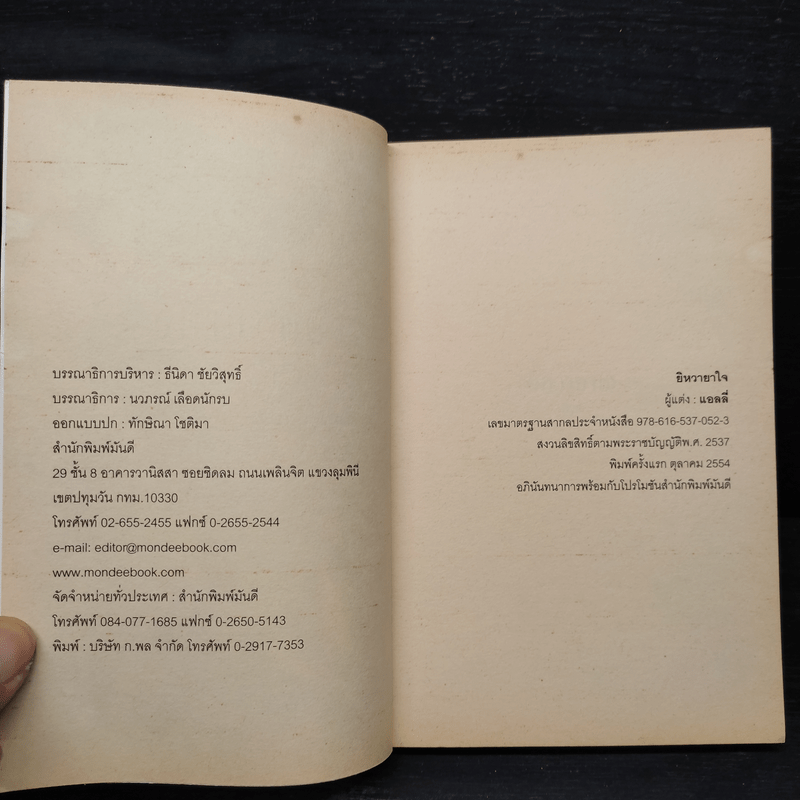 บรรณาธิการบริหาร : ธีนิดา ชัยวิสุทธิ์
บรรณาธิการ : นวภรณ์ เลือดนักรบ
ออกแบบปก : ทักษิณา โชติมา
สำนักพิมพ์มันดี
29 ชั้น 8 อาคารวานิสสา ซอยชิดลม ถนนเพลินจิต แขวงลุมพินี
เขตปทุมวัน กทม.10330
โทรศัพท์ 02-655-2455 แฟกซ์ 0-2655-2544
e-mail: editor@mondeebook.com
www.mondeebook.com
จัดจำหน่ายทั่วประเทศ : สำนักพิมพ์มันดี
โทรศัพท์ 084-077-1685 แฟกซ์ 0-2650-5143
พิมพ์ : บริษัท ก.พล จำกัด โทรศัพท์ 0-2917-7353
ยิหวายาใจ
ผู้แต่ง : แอลลี่
เลขมาตรฐานสากลประจำหนังสือ 978-616-537-052-3
สงวนลิขสิทธิ์ตามพระราชบัญญัติพ.ศ. 2537
พิมพ์ครั้งแรก ตุลาคม 2554
อภินันทนาการพร้อมกับโปรโมชันสำนักพิมพ์มันดี